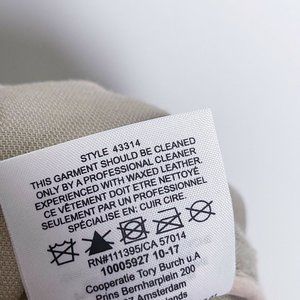 STYLE 43314
THIS GARMENT SHOULD BE CLEANED
ONLY BY A PROFESSIONAL CLEANER
EXPERIENCED WITH WAXED LEATHER.
CE VÊTEMENT DOIT ETRE NETTOYÉ
SEULEMENT PAR UN PROFESSIONNEL
SPÉCIALISÉ EN: CUIR CIRE.
RN#111395/CA 57014
10005927 10-17
Cooperatie Tory Burch u.A
Prins Bernharplein 200
Amsterdam